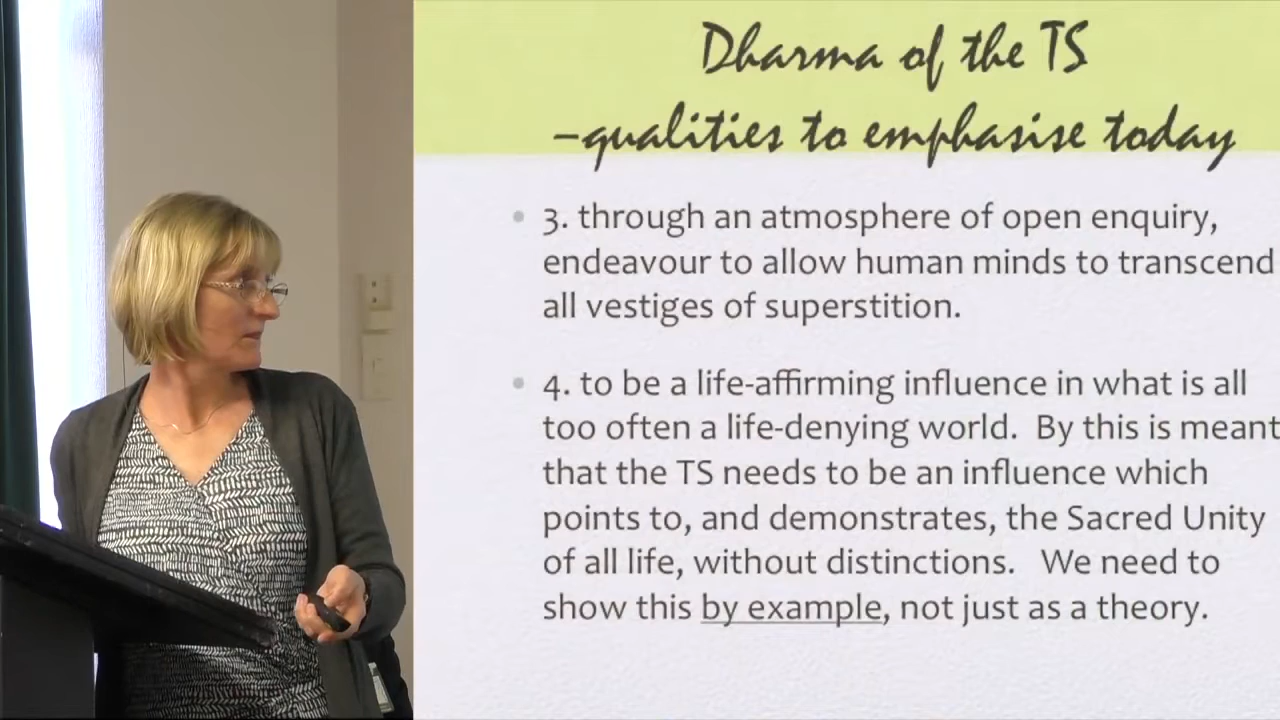 Dharma of the TS
–qualities to emphasise today
• 3. through an atmosphere of open enquiry,
endeavour to allow human minds to transcend
all vestiges of superstition.
• 4. to be a life-affirming influence in what is all
too often a life-denying world. By this is meant
that the TS needs to be an influence which
points to, and demonstrates, the Sacred Unity
of all life, without distinctions. We need to
show this by example, not just as a theory.